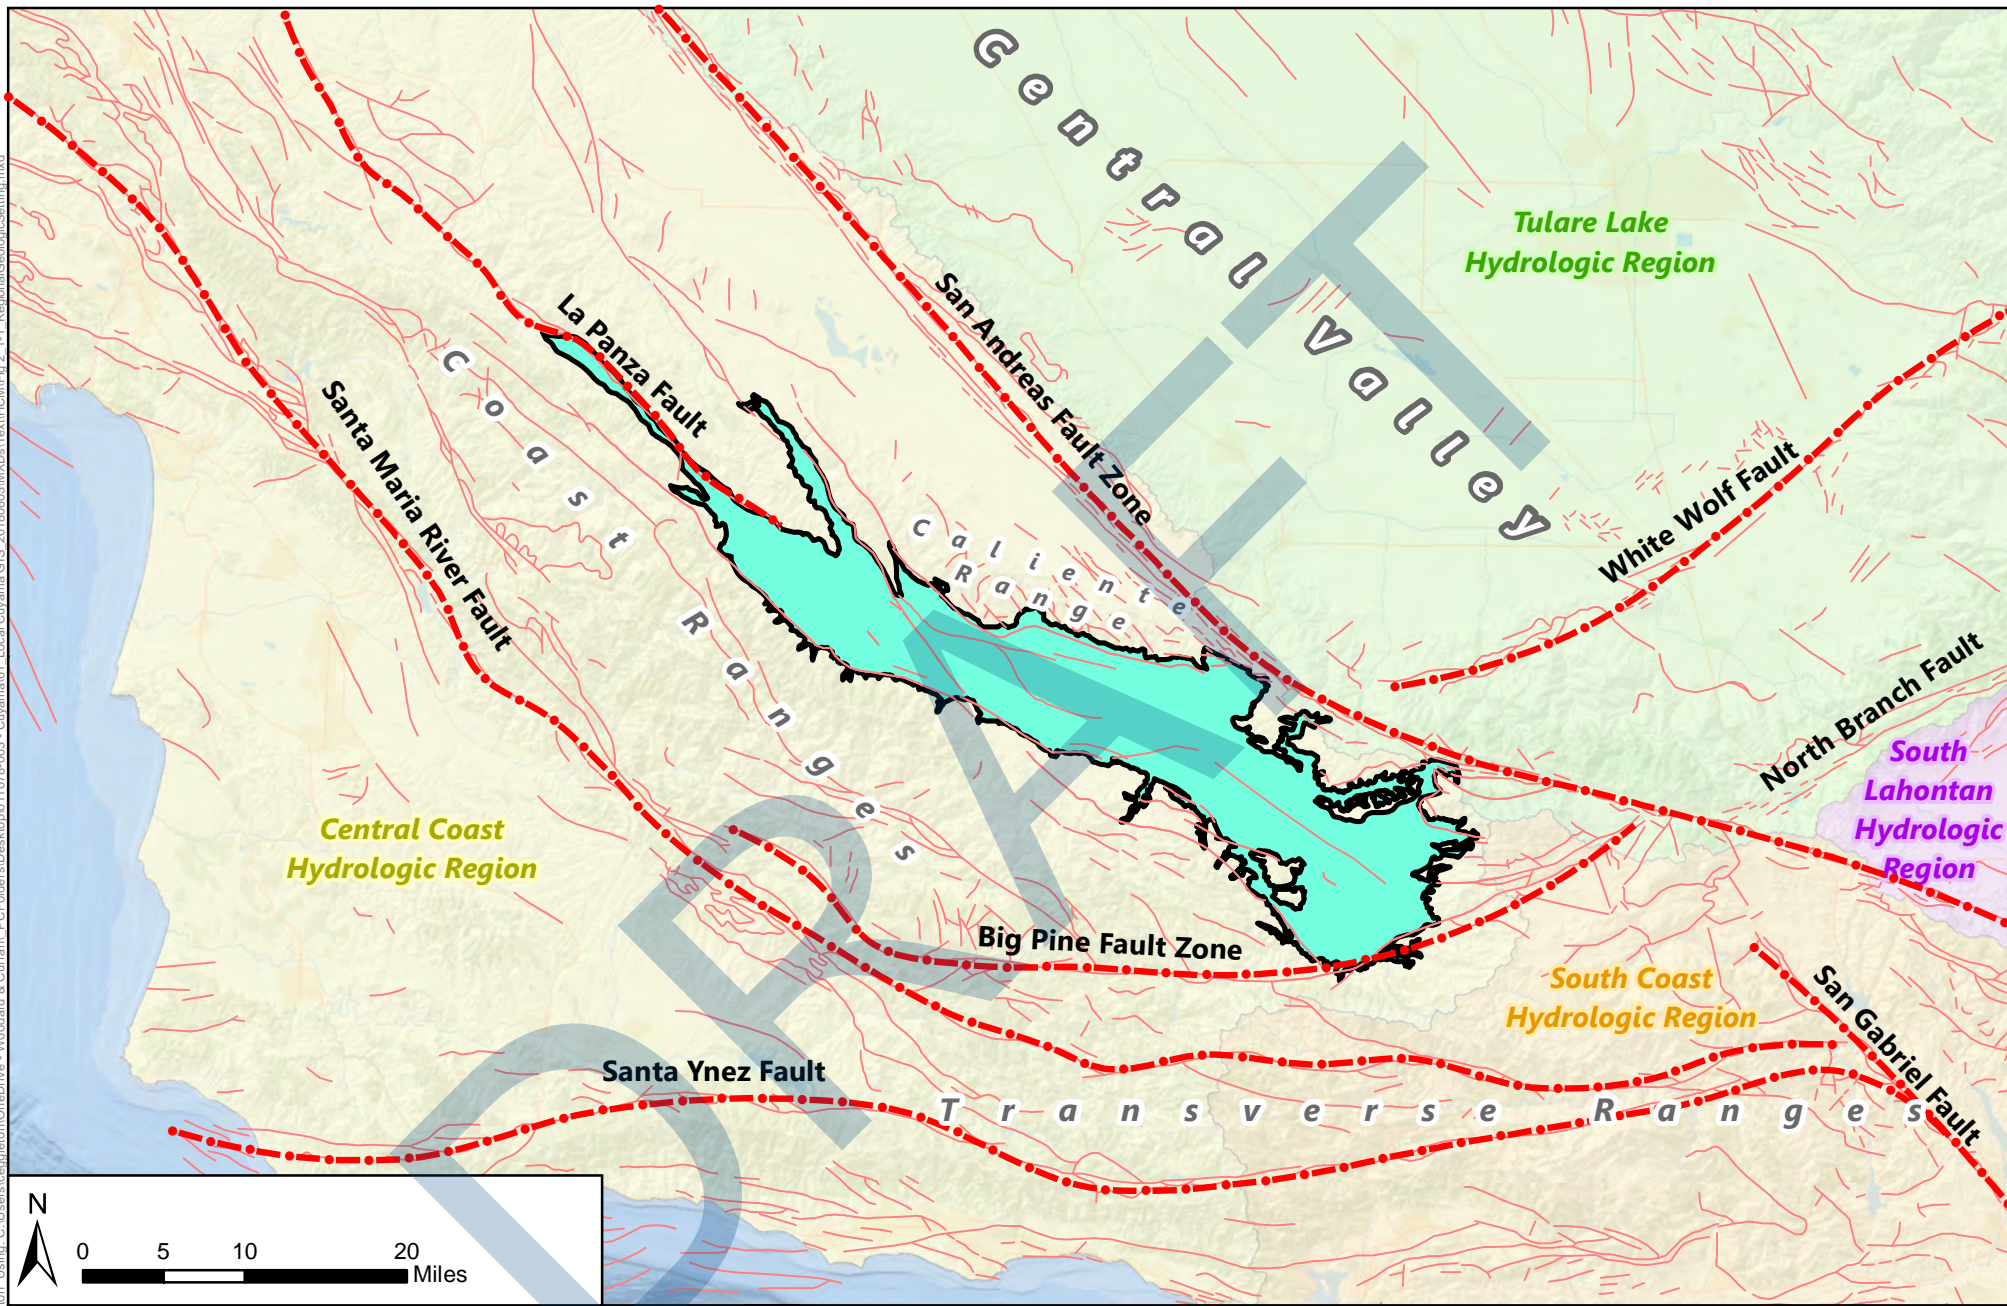 Central Valley
Tulare Lake
Hydrologic Region
San Andreas Fault Zone
La Panza Fault
Coast Ranges
Santa Maria River Fault
Caliente
Range
White Wolf Fault
North Branch Fault
South
Lahontan
Hydrologic
Region
Central Coast
Hydrologic Region
Big Pine Fault Zone
South Coast
Hydrologic Region
San Gabriel Fault
Santa Ynez Fault
Transverse Ranges
DRAFT
N
0 5 10 20
Miles